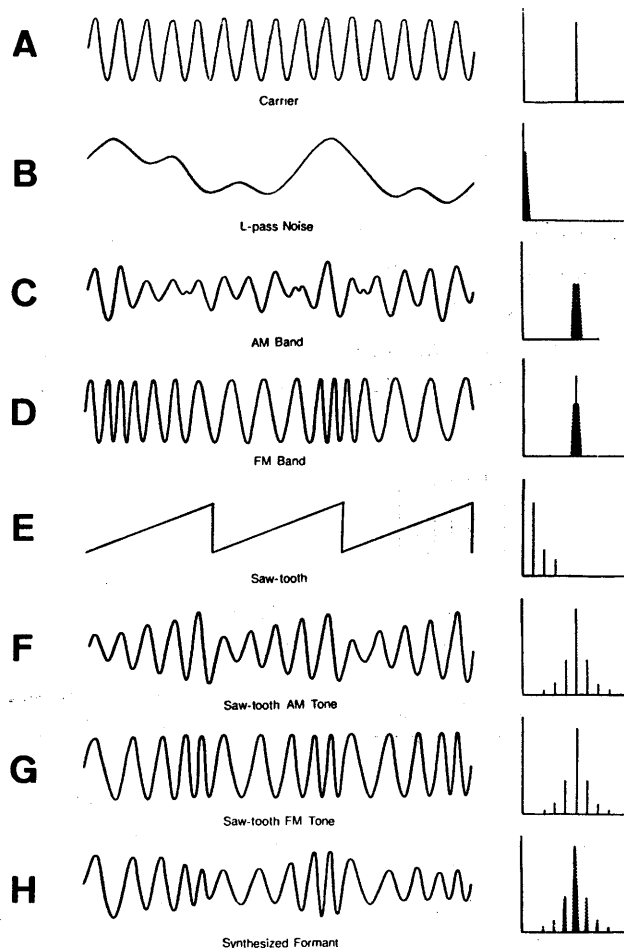 A
Carrier
B
L-pass Noise
C
AM Band
D
FM Band
E
Saw-tooth
F
Saw-tooth AM Tone
G
Saw-tooth FM Tone
H
Synthesized Formant